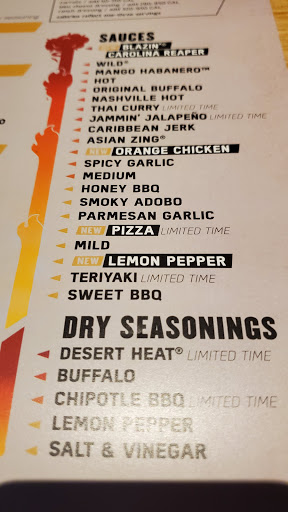 SAUCES
NEW BLAZIN'®
CAROLINA REAPER
WILD®
MANGO HABANERO™
HOT
ORIGINAL BUFFALO
NASHVILLE HOT
THAI CURRY LIMITED TIME
JAMMIN' JALAPEÑO LIMITED TIME
CARIBBEAN JERK
ASIAN ZING®
NEW ORANGE CHICKEN
SPICY GARLIC
MEDIUM
HONEY BBQ
SMOKY ADOBO
PARMESAN GARLIC
NEW PIZZA LIMITED TIME
MILD
NEW LEMON PEPPER
TERIYAKI LIMITED TIME
SWEET BBQ
DRY SEASONINGS
DESERT HEAT® LIMITED TIME
BUFFALO
CHIPOTLE BBQ LIMITED TIME
LEMON PEPPER
SALT & VINEGAR